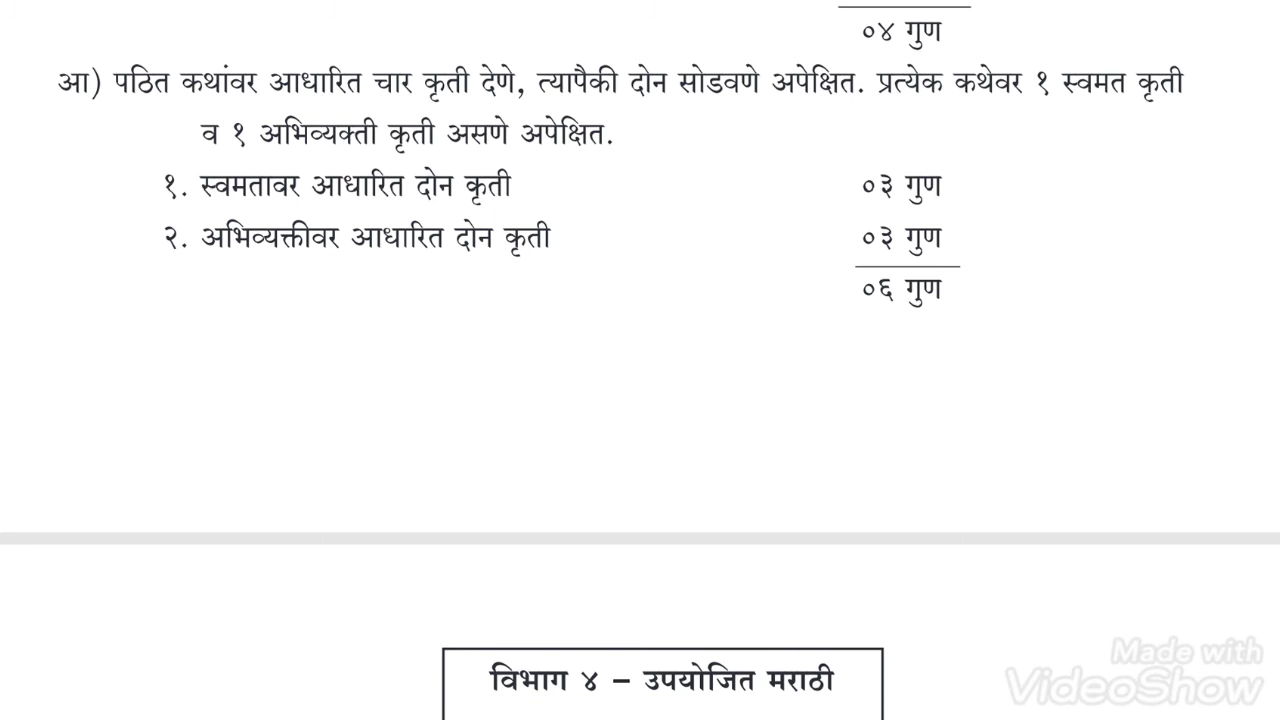 ०४ गुण
आ) पठित कथांवर आधारित चार कृती देणे, त्यापैकी दोन सोडवणे अपेक्षित. प्रत्येक कथेवर १ स्वमत कृती
व १ अभिव्यक्ती कृती असणे अपेक्षित.
१. स्वमतावर आधारित दोन कृती ०३ गुण
२. अभिव्यक्तीवर आधारित दोन कृती ०३ गुण
०६ गुण
विभाग ४ – उपयोजित मराठी
Made with
VideoShow